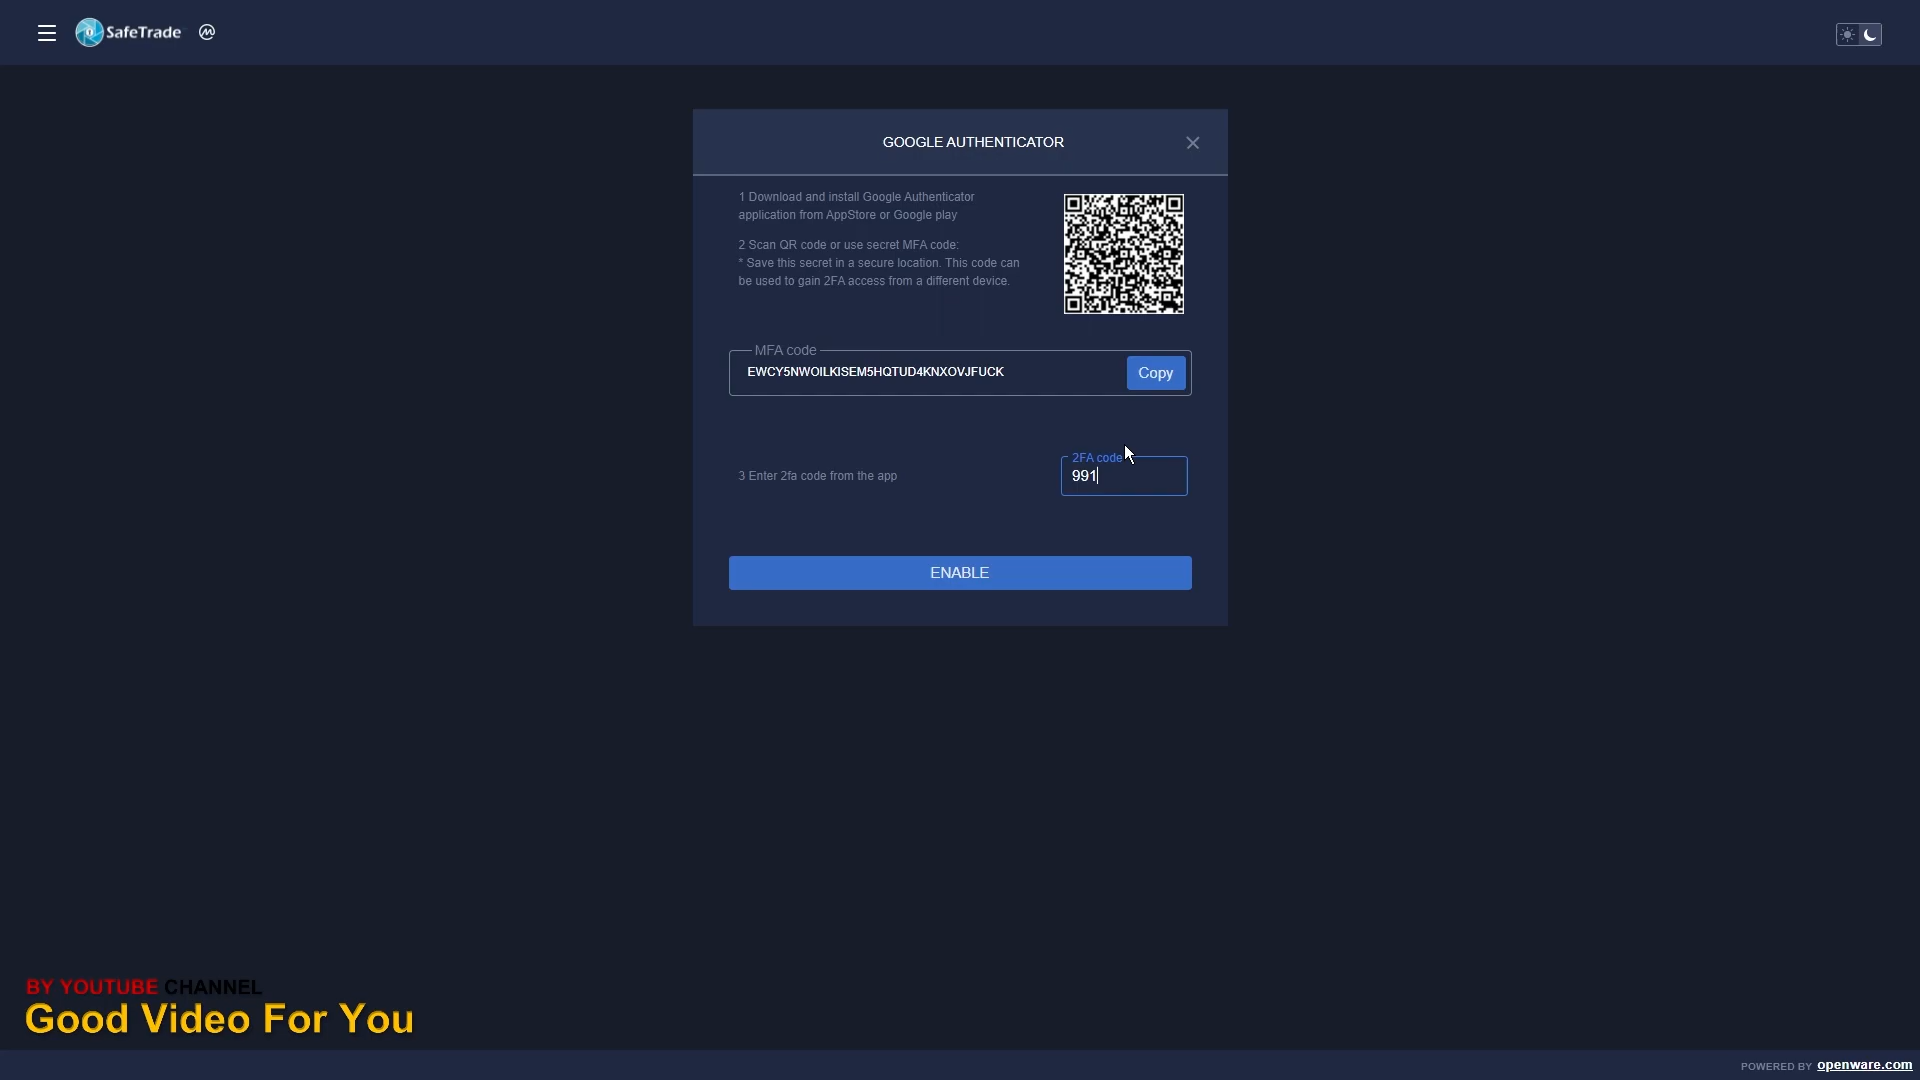 SafeTrade
GOOGLE AUTHENTICATOR
1 Download and install Google Authenticator
application from AppStore or Google play
2 Scan QR code or use secret MFA code:
* Save this secret in a secure location. This code can
be used to gain 2FA access from a different device.
MFA code
EWCY5NWOILKISEM5HQTUD4KNXOVJFUCK
Copy
2FA code
3 Enter 2fa code from the app
991
ENABLE
BY YOUTUBE CHANNEL
Good Video For You
POWERED BY openware.com